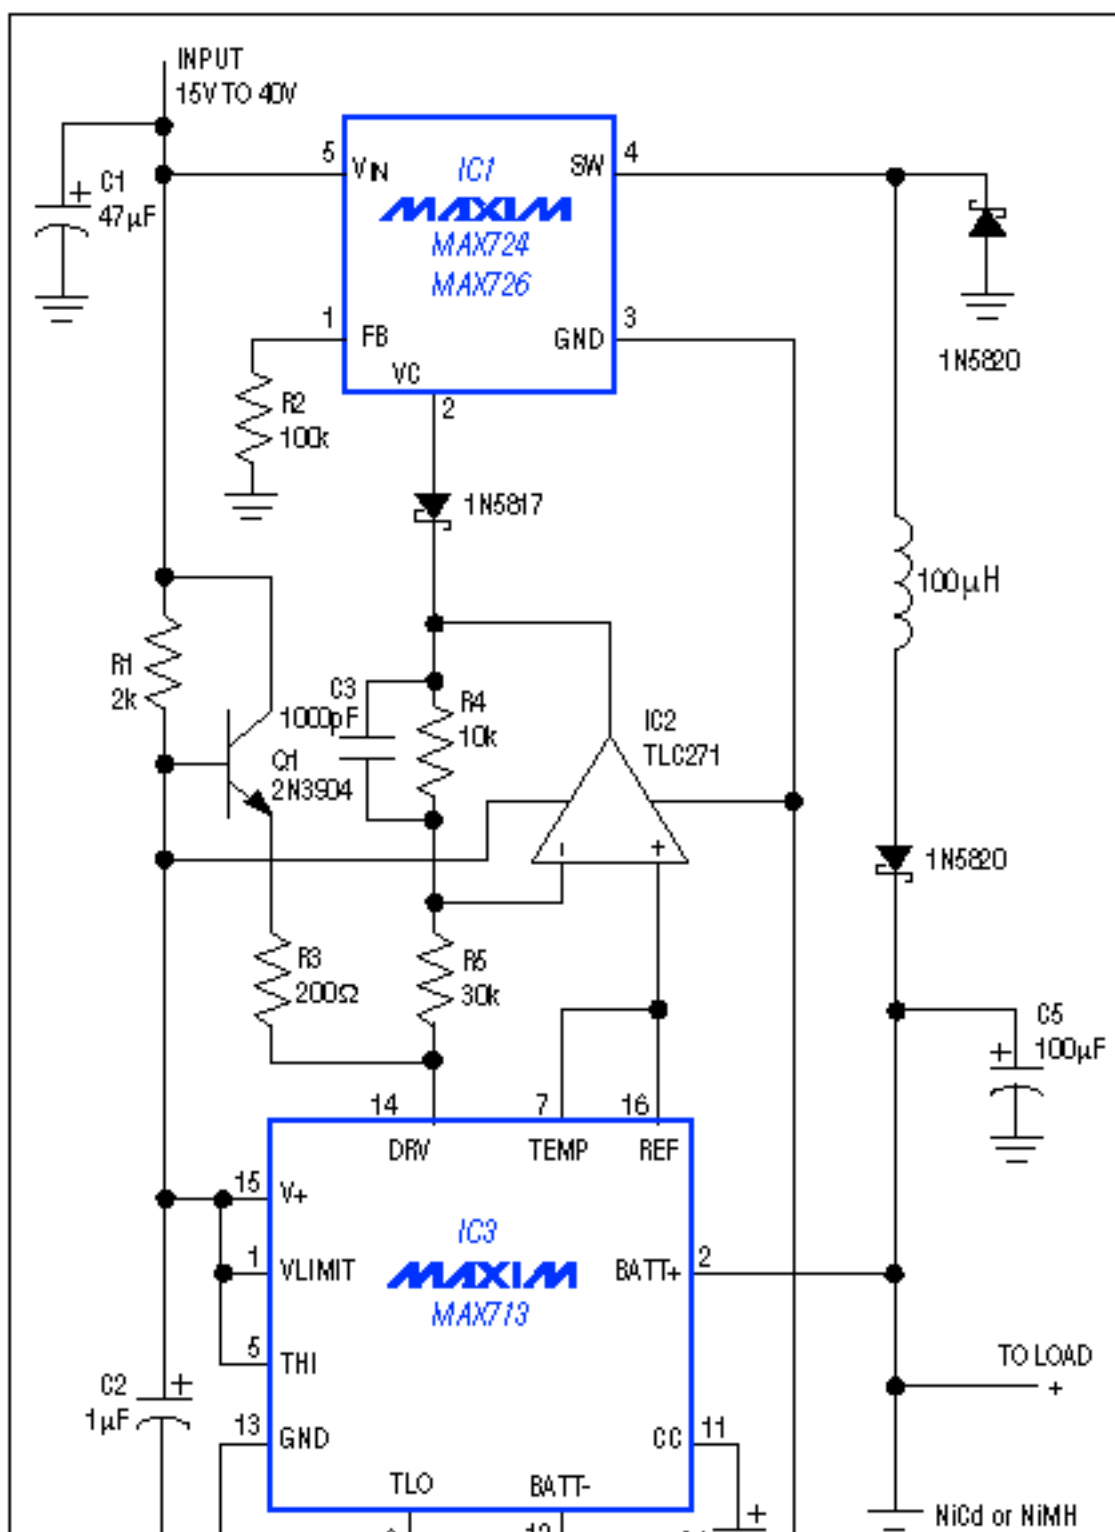 INPUT
15V TO 40V
C1
47µF
5
VIN
IC1
MAXIM
MAX724
MAX726
SW
4
1
FB
VC
2
GND
3
1N5820
R2
100k
1N5817
100µH
R1
2k
C3
1000pF
R4
10k
Q1
2N3904
IC2
TLC271
1N5820
R3
200Ω
R5
30k
C5
100µF
14
7
16
DRV
TEMP
REF
15
V+
1
VLIMIT
5
THI
IC3
MAXIM
MAX713
BATT+
2
TO LOAD
+
C2
1µF
13
GND
CC
11
TLO
BATT-
NiCd or NiMH